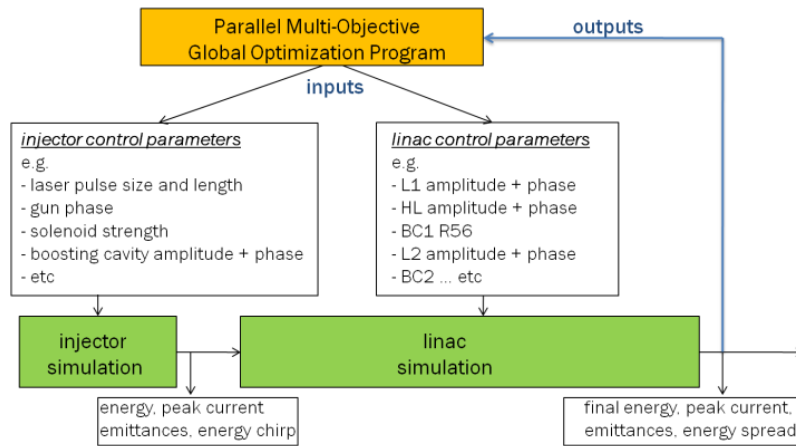 Parallel Multi-Objective
Global Optimization Program
outputs
inputs
injector control parameters
e.g.
- laser pulse size and length
- gun phase
- solenoid strength
- boosting cavity amplitude + phase
- etc
linac control parameters
e.g.
- L1 amplitude + phase
- HL amplitude + phase
- BC1 R56
- L2 amplitude + phase
- BC2 ... etc
injector
simulation
linac
simulation
energy, peak current
emittances, energy chirp
final energy, peak current,
emittances, energy spread